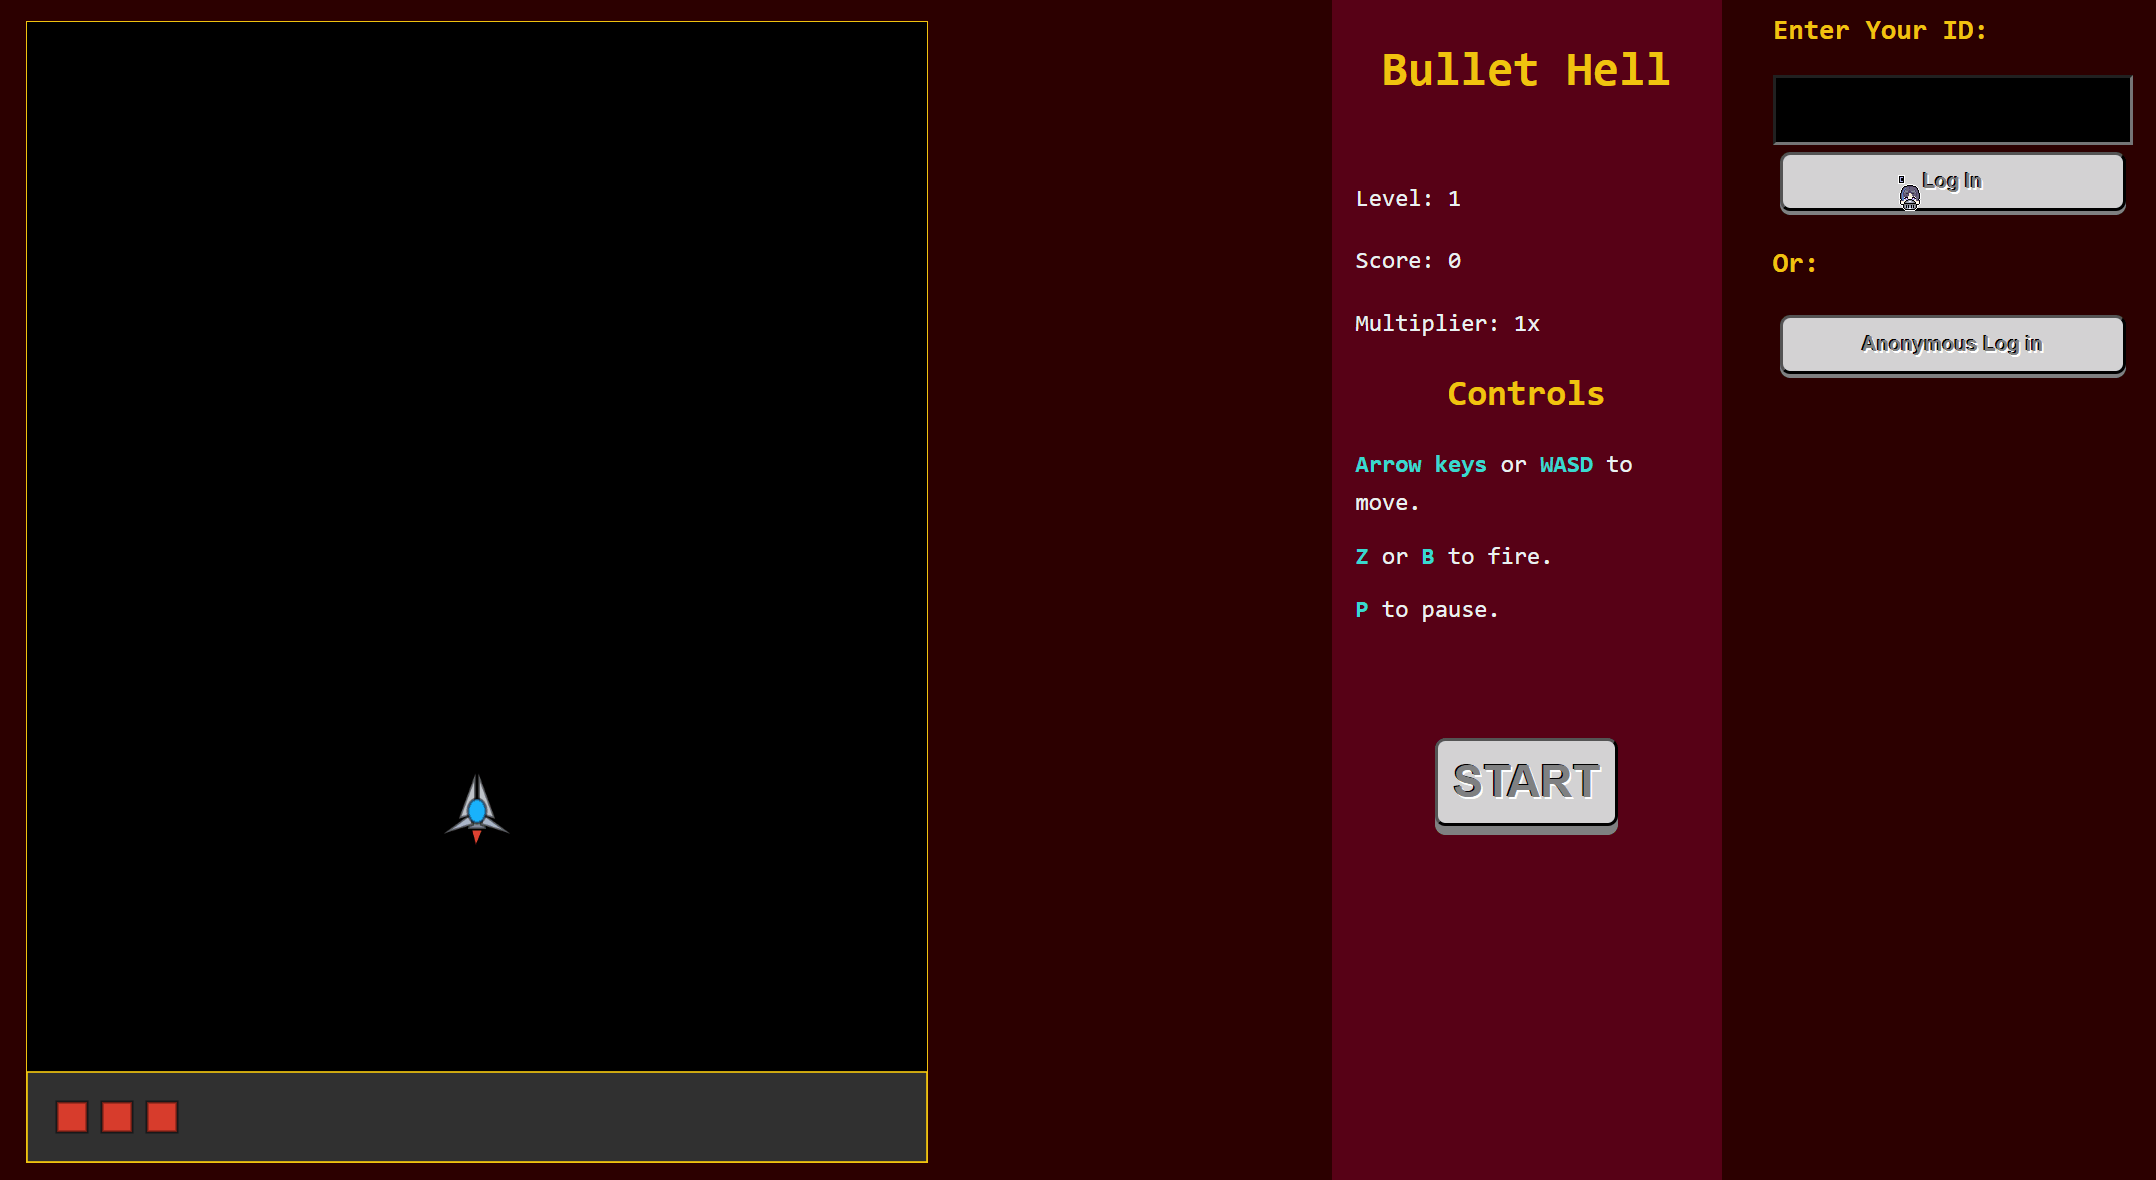 Bullet Hell
Level: 1
Score: 0
Multiplier: 1x
Controls
Arrow keys or WASD to
move.
Z or B to fire.
P to pause.
START
Enter Your ID:
Log In
Or:
Anonymous Log in